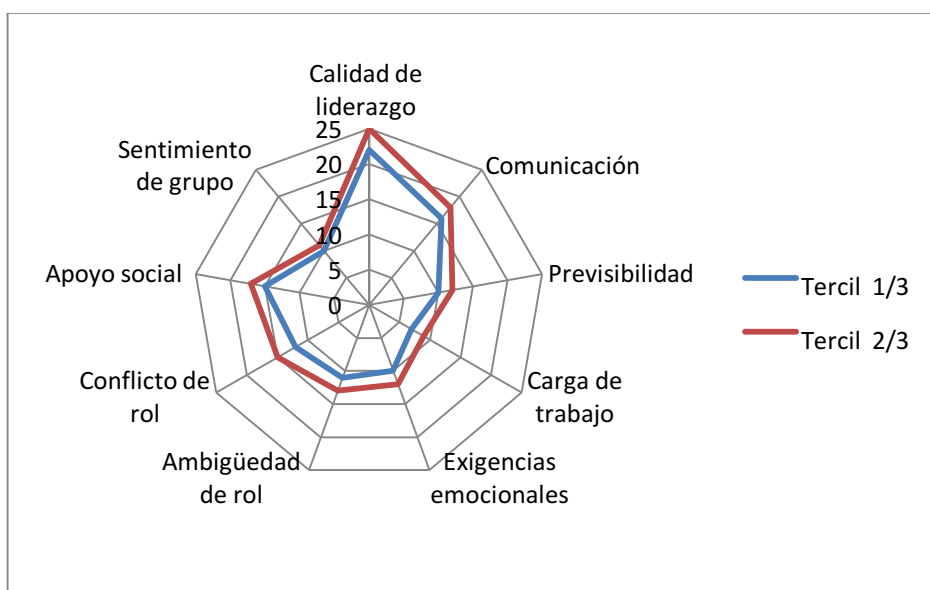 Calidad de
liderazgo
25
20
15
10
5
0
Comunicación
Previsibilidad
Carga de
trabajo
Exigencias
emocionales
Ambigüedad
de rol
Conflicto de
rol
Apoyo social
Sentimiento
de grupo
Tercil 1/3
Tercil 2/3